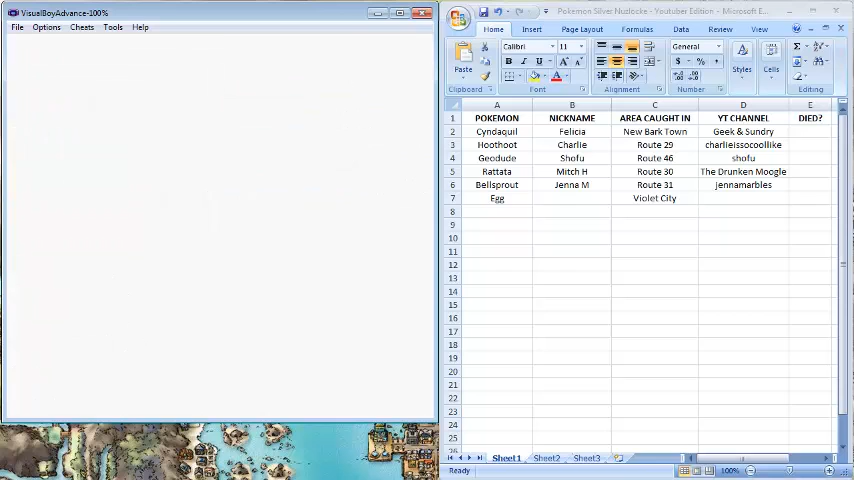 VisualBoyAdvance-100%
File Options Cheats Tools Help
Pokemon Silver Nuzlocke - Youtuber Edition - Microsoft E...
Home Insert Page Layout Formulas Data Review View
Paste
Clipboard
Calibri 11
B I U
Font
Alignment
General
$ % ,
Number
Styles
Cells
Editing
A B C D E
1 POKEMON NICKNAME AREA CAUGHT IN YT CHANNEL DIED?
2 Cyndaquil Felicia New Bark Town Geek & Sundry
3 Hoothoot Charlie Route 29 charlieissocoollike
4 Geodude Shofu Route 46 shofu
5 Rattata Mitch H Route 30 The Drunken Moogle
6 Bellsprout Jenna M Route 31 jennamarbles
7 Egg Violet City
8
9
10
11
12
13
14
15
16
17
18
19
20
21
22
23
24
25
26
Sheet1 Sheet2 Sheet3
Ready 100%